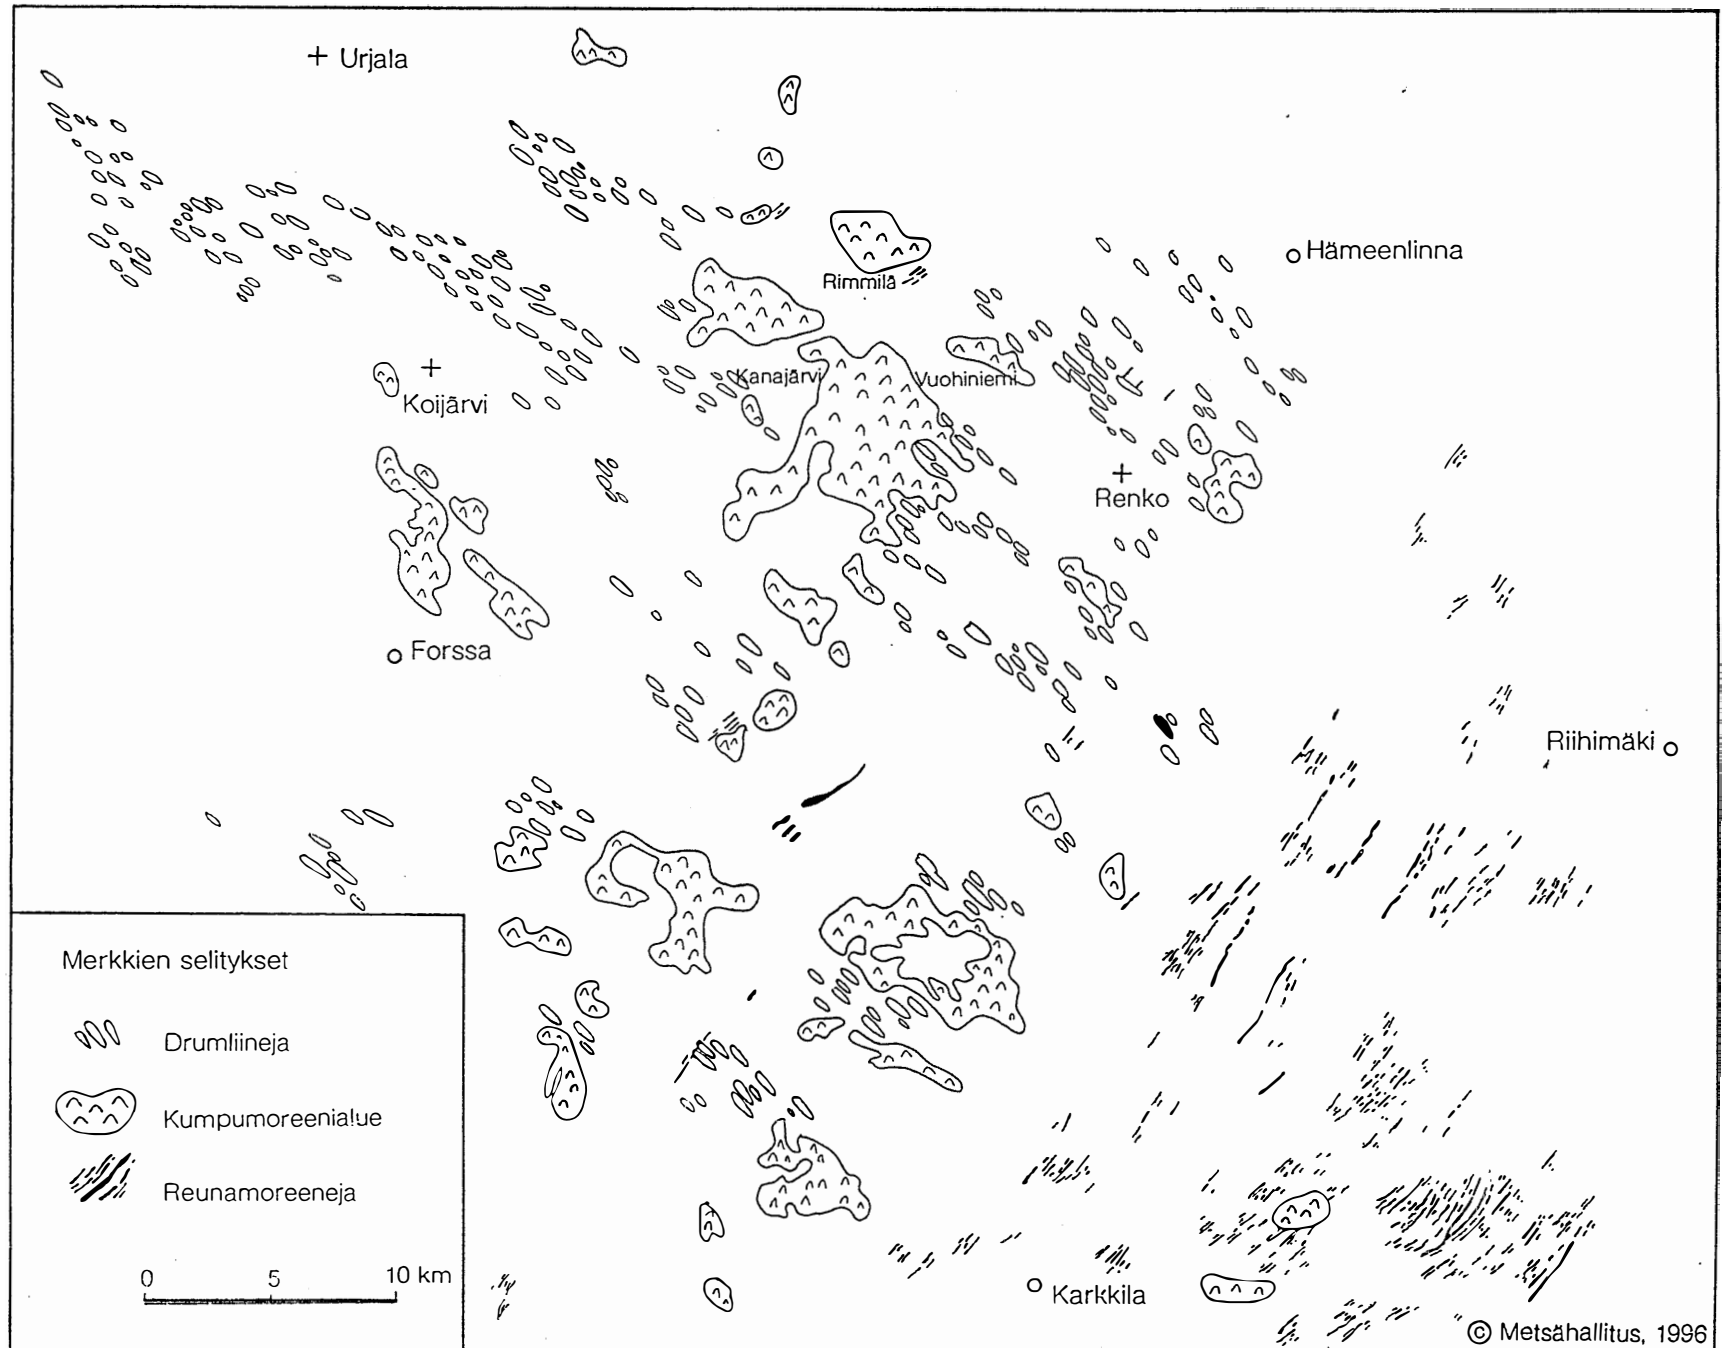 Urjala
Hämeenlinna
Rimmilä
Kanajärvi
Vuohiniemi
Koijärvi
Renko
Forssa
Riihimäki
Merkkien selitykset
Drumliineja
Kumpumoreenialue
Reunamoreeneja
0 5 10 km
Karkkila
© Metsähallitus, 1996